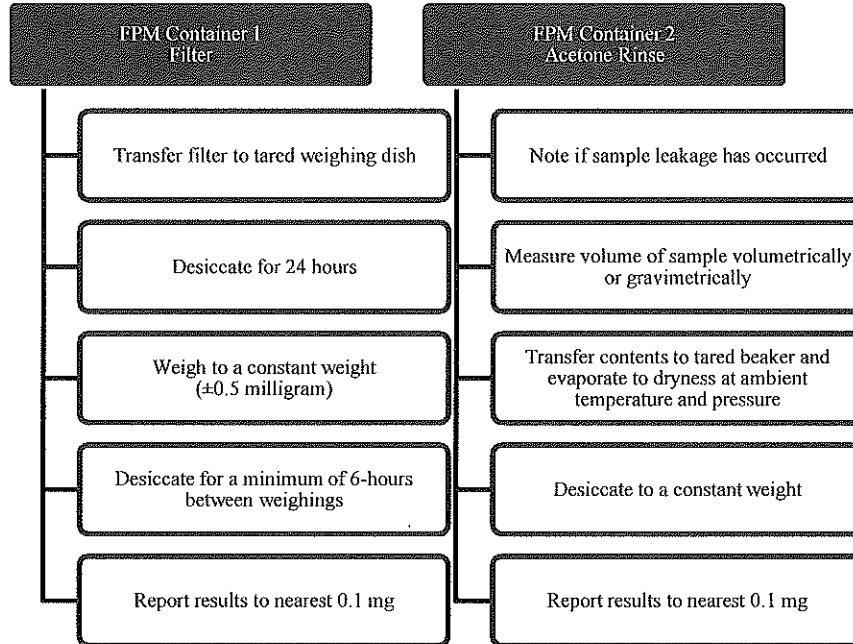 FPM Container 1
Filter
Transfer filter to tared weighing dish
Desiccate for 24 hours
Weigh to a constant weight
(±0.5 milligram)
Desiccate for a minimum of 6-hours
between weighings
Report results to nearest 0.1 mg
FPM Container 2
Acetone Rinse
Note if sample leakage has occurred
Measure volume of sample volumetrically
or gravimetrically
Transfer contents to tared beaker and
evaporate to dryness at ambient
temperature and pressure
Desiccate to a constant weight
Report results to nearest 0.1 mg